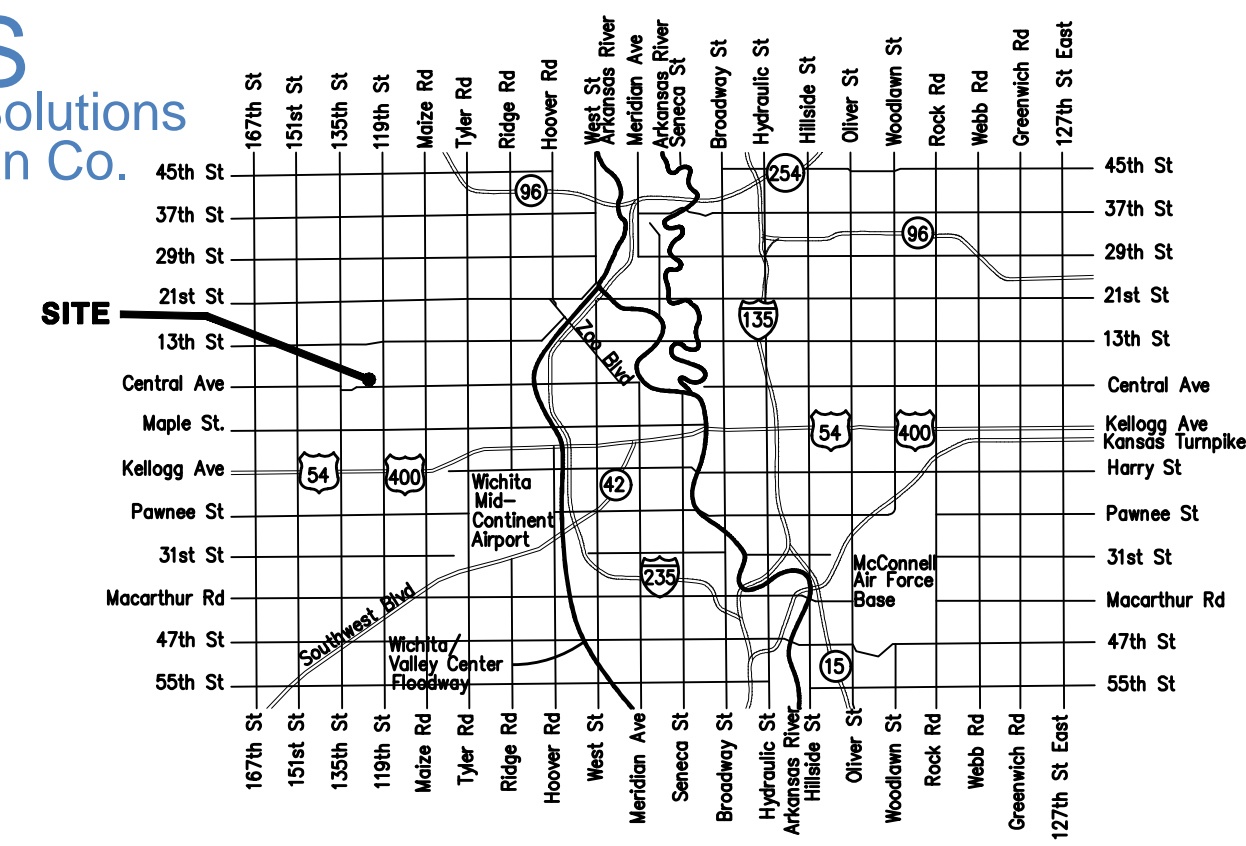 S
Solutions
n Co.
167th St
151st St
135th St
119th St
Maize Rd
Tyler Rd
Ridge Rd
Hoover Rd
West St
Arkansas River
Meridian Ave
Arkansas River
Seneca St
Broadway St
Hydraulic St
Hillside St
Oliver St
Woodlawn St
Rock Rd
Webb Rd
Greenwich Rd
127th St East
45th St
37th St
29th St
21st St
SITE
13th St
Central Ave
Maple St.
Kellogg Ave
Pawnee St
31st St
Macarthur Rd
47th St
55th St
96
254
96
135
Zoo Blvd
54
400
54
400
42
Wichita
Mid-
Continent
Airport
235
McConnell
Air Force
Base
Southwest Blvd
Wichita/
Valley Center
Floodway
15
45th St
37th St
29th St
21st St
13th St
Central Ave
Kellogg Ave
Kansas Turnpike
Harry St
Pawnee St
31st St
Macarthur Rd
47th St
55th St
167th St
151st St
135th St
119th St
Maize Rd
Tyler Rd
Ridge Rd
Hoover Rd
West St
Meridian Ave
Seneca St
Broadway St
Hydraulic St
Arkansas River
Hillside St
Oliver St
Woodlawn St
Rock Rd
Webb Rd
Greenwich Rd
127th St East